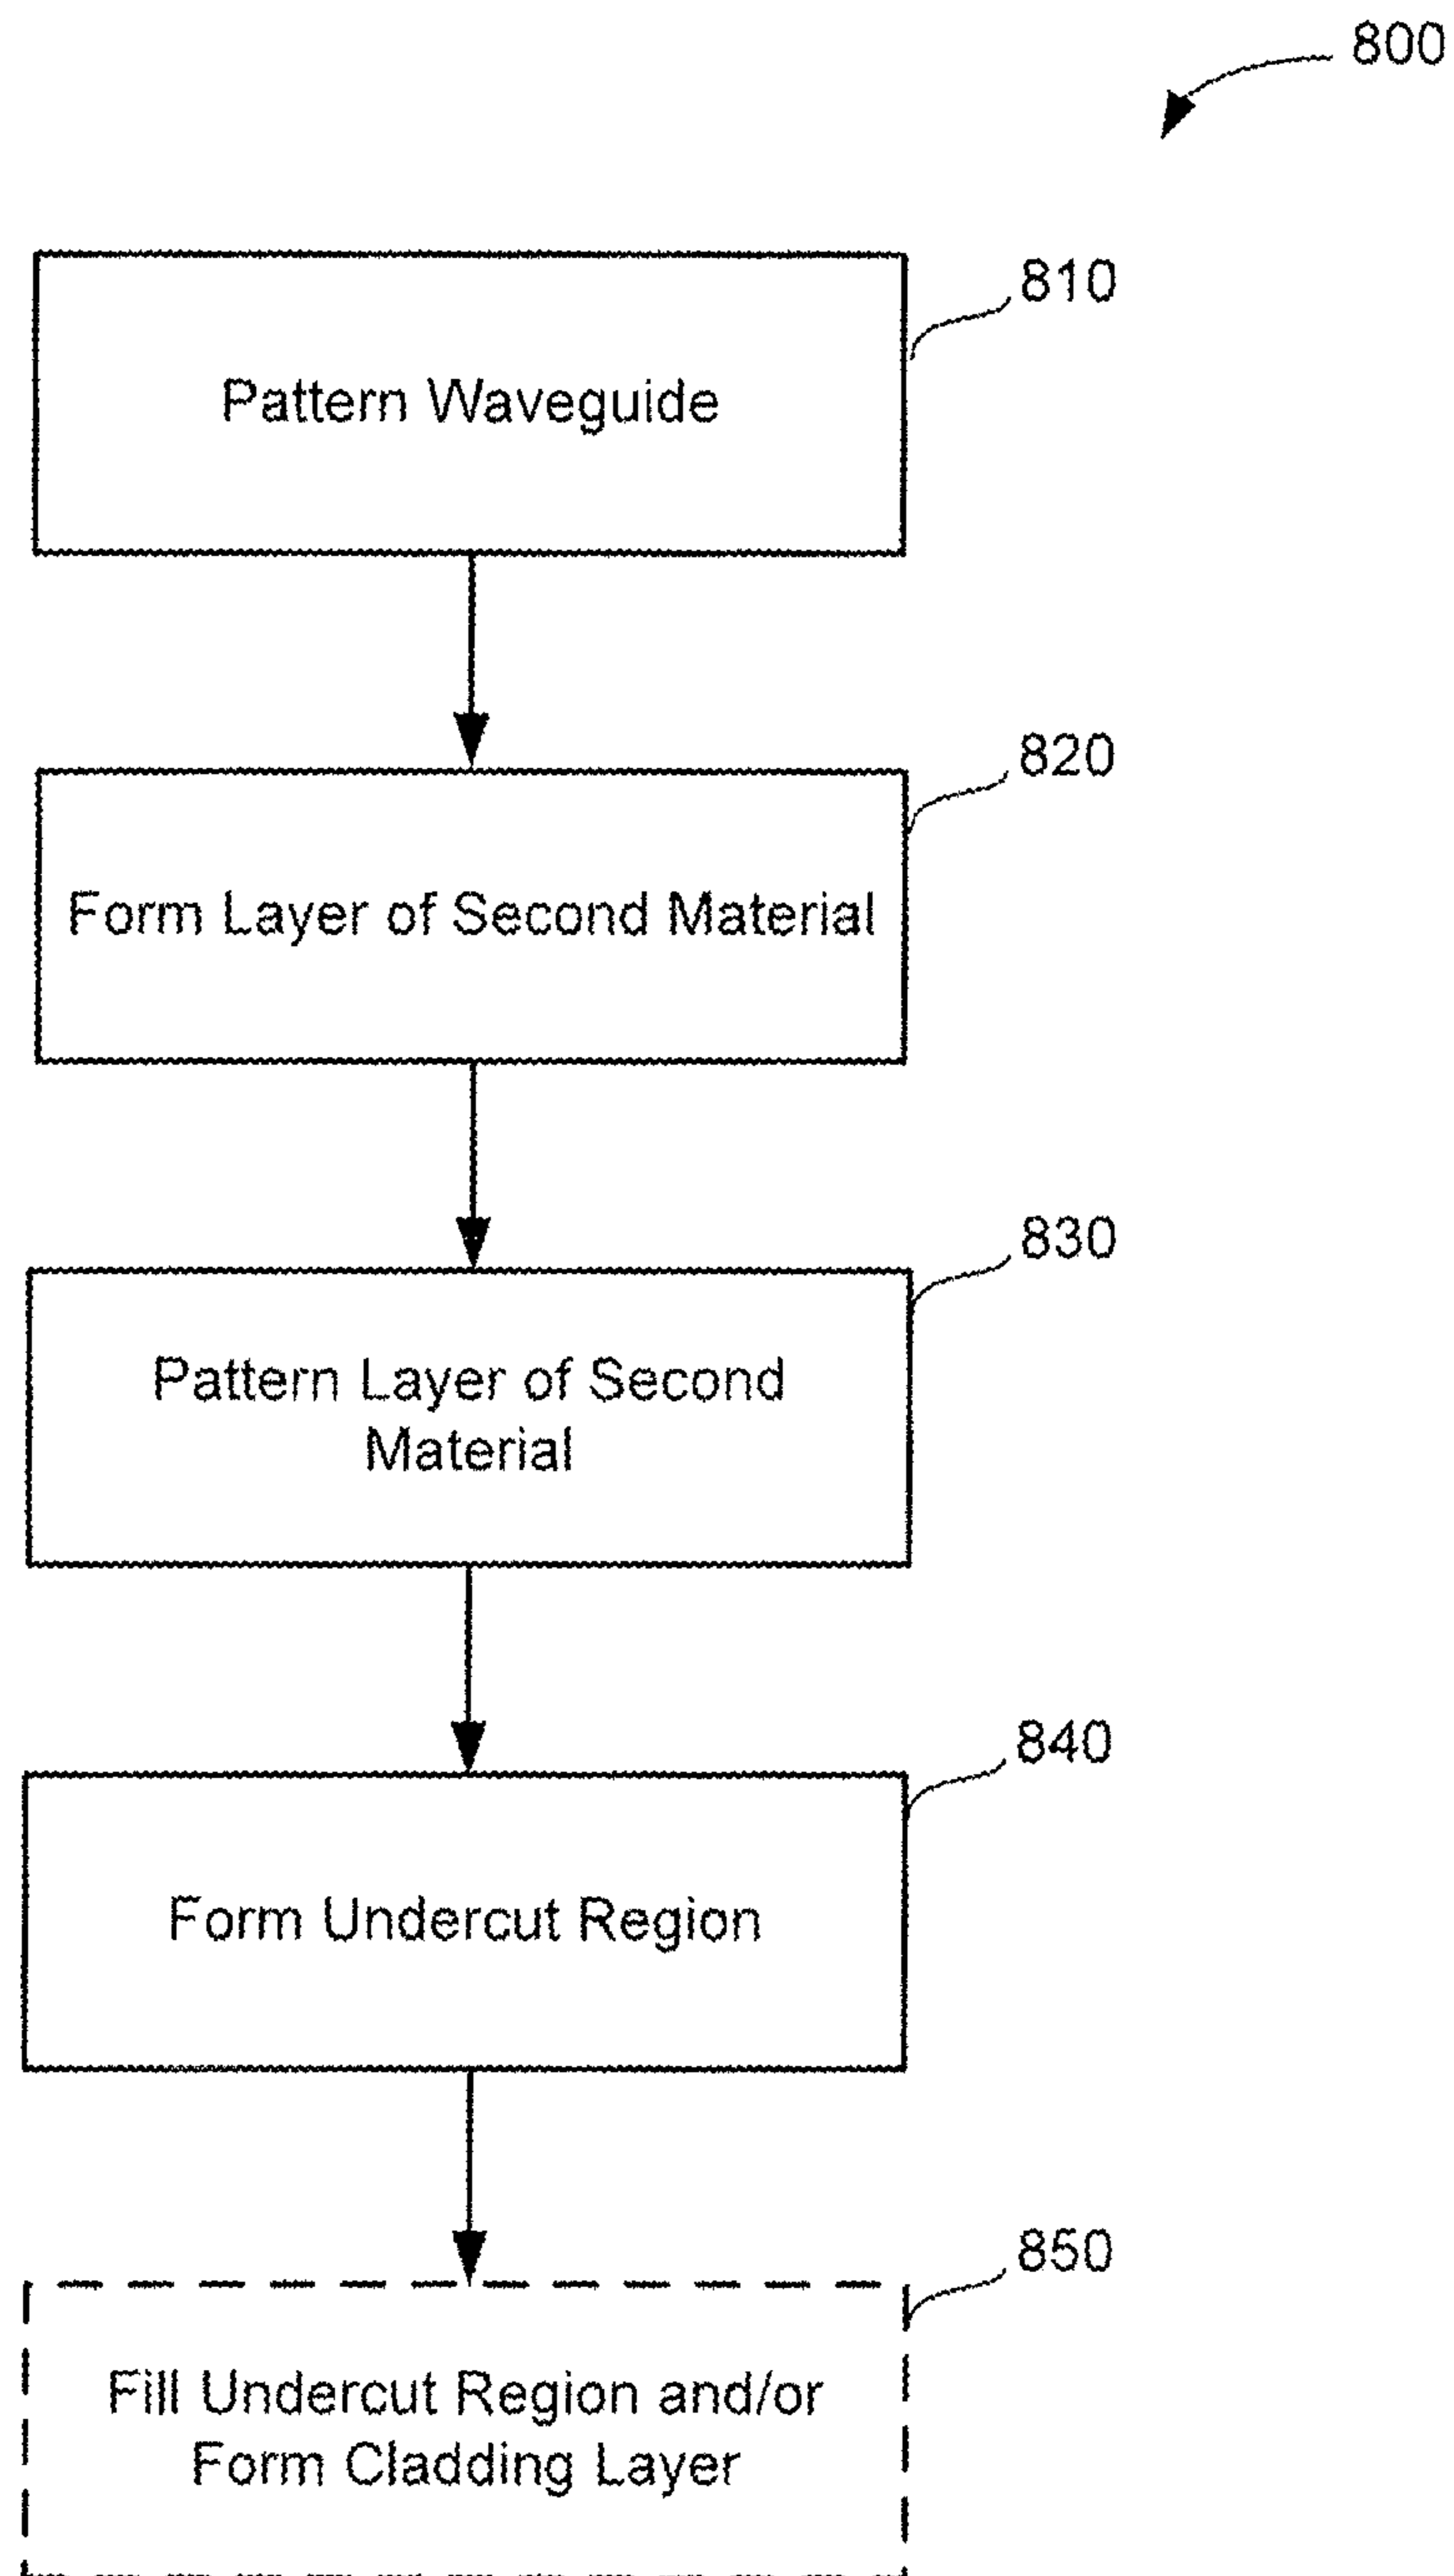 800
810
Pattern Waveguide
820
Form Layer of Second Material
830
Pattern Layer of Second
Material
840
Form Undercut Region
850
Fill Undercut Region and/or
Form Cladding Layer